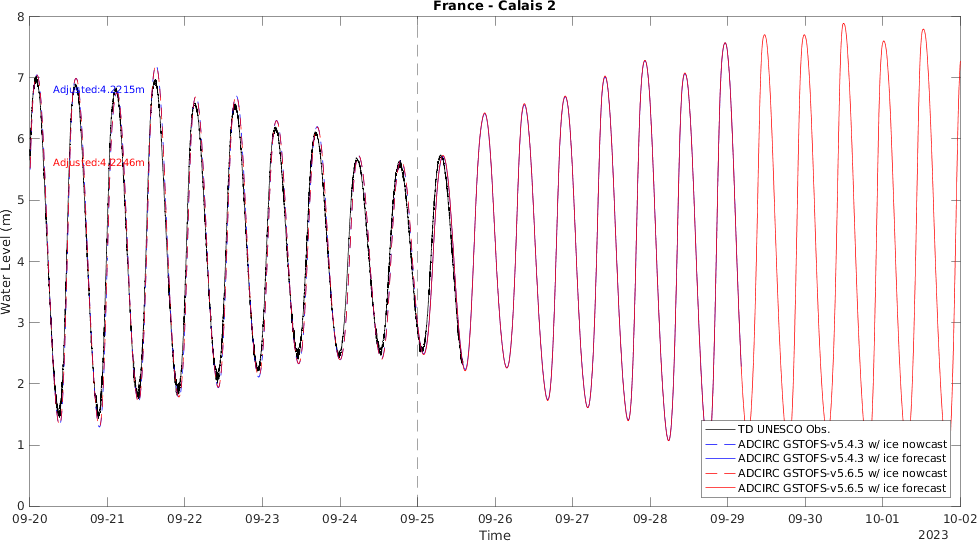 France - Calais 2
8
7
6
5
4
3
2
1
0
Water Level (m)
Adjusted:4.2215m
Adjusted:4.2246m
TD UNESCO Obs.
ADCIRC GSTOFS-v5.4.3 w/ ice nowcast
ADCIRC GSTOFS-v5.4.3 w/ ice forecast
ADCIRC GSTOFS-v5.6.5 w/ ice nowcast
ADCIRC GSTOFS-v5.6.5 w/ ice forecast
09-20 09-21 09-22 09-23 09-24 09-25 09-26 09-27 09-28 09-29 09-30 10-01 10-02
Time
2023